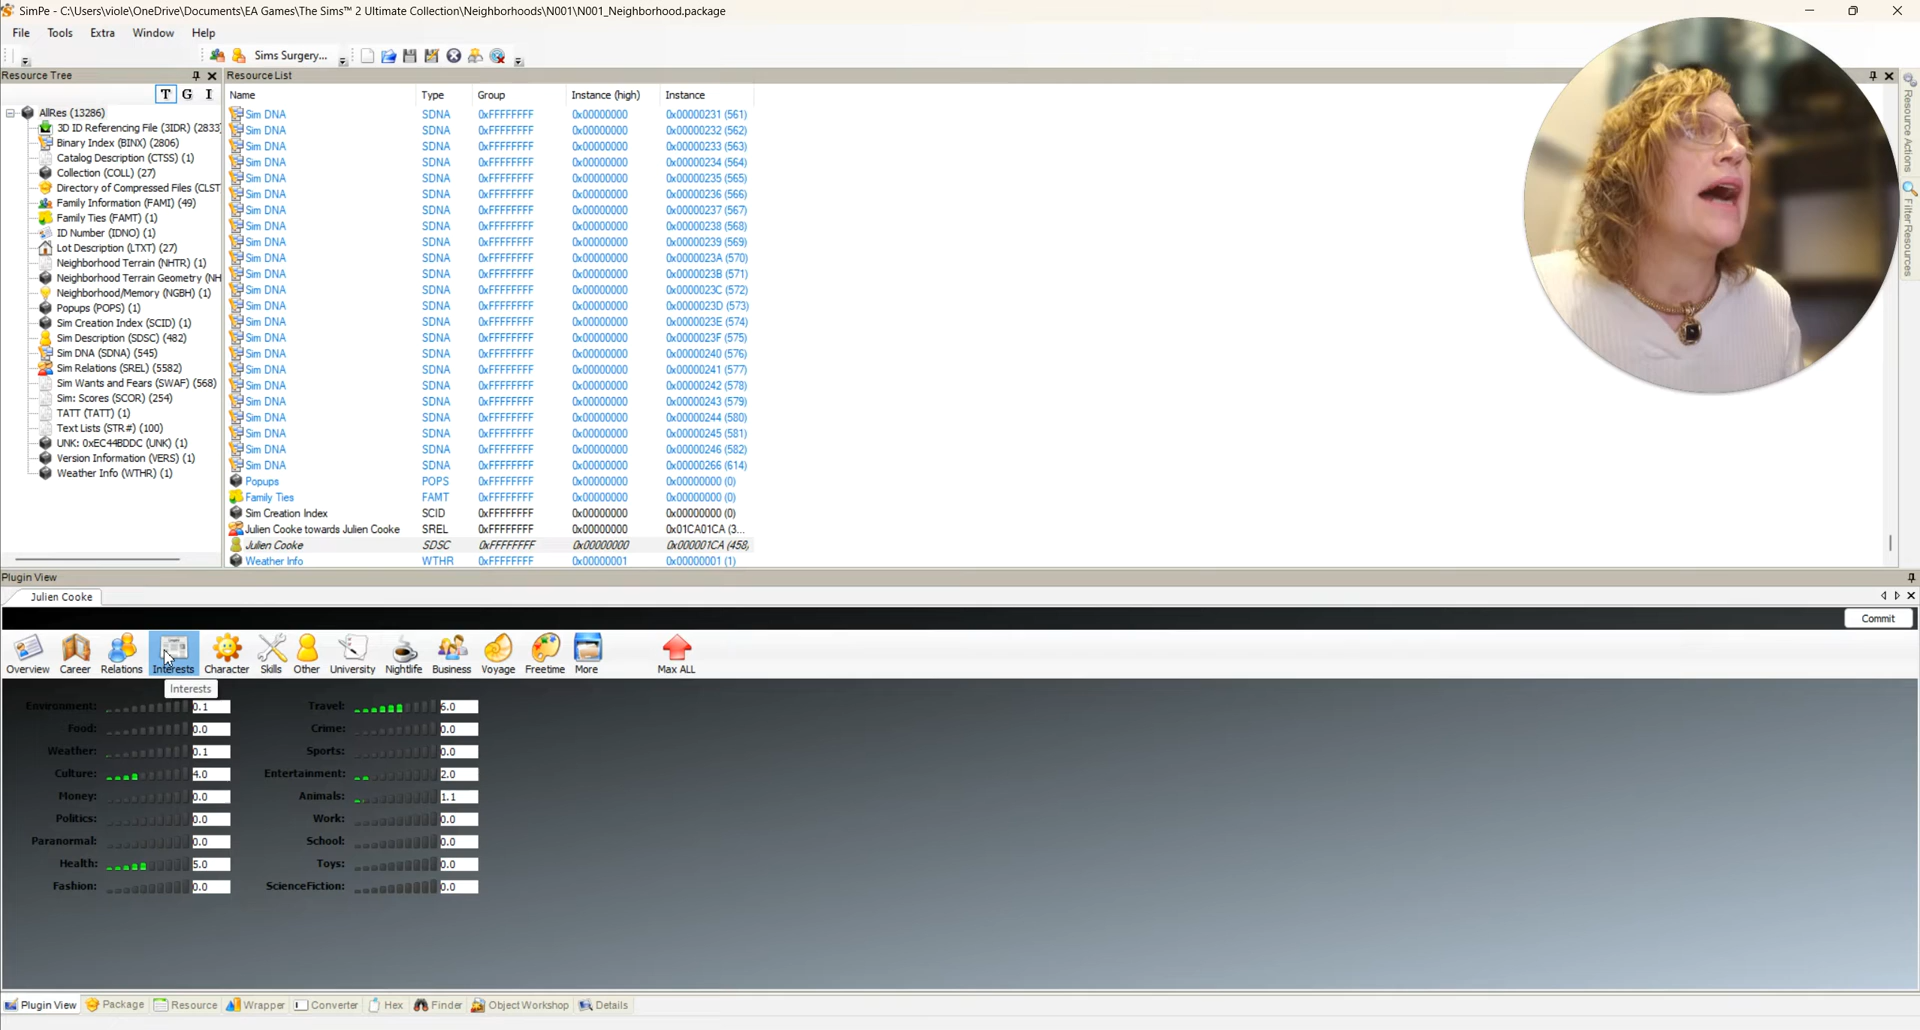 SimPe - C:\Users\viole\OneDrive\Documents\EA Games\The Sims™ 2 Ultimate Collection\Neighborhoods\N001\N001_Neighborhood.package
File Tools Extra Window Help
Sims Surgery...
Resource Tree
T G I
AllRes (13286)
3D ID Referencing File (3IDR) (2833)
Binary Index (BINX) (2806)
Catalog Description (CTSS) (1)
Collection (COLL) (27)
Directory of Compressed Files (CLST
Family Information (FAMI) (49)
Family Ties (FAMT) (1)
ID Number (IDNO) (1)
Lot Description (LTXT) (27)
Neighborhood Terrain (NHTR) (1)
Neighborhood Terrain Geometry (NH
Neighborhood/Memory (NGBH) (1)
Popups (POPS) (1)
Sim Creation Index (SCID) (1)
Sim Description (SDSC) (482)
Sim DNA (SDNA) (545)
Sim Relations (SREL) (5582)
Sim Wants and Fears (SWAF) (568)
Sim: Scores (SCOR) (254)
TATT (TATT) (1)
Text Lists (STR#) (100)
UNK: 0xEC44BDDC (UNK) (1)
Version Information (VERS) (1)
Weather Info (WTHR) (1)
Resource List
Name Type Group Instance (high) Instance
Sim DNA SDNA 0xFFFFFFFF 0x00000000 0x00000231 (561)
Sim DNA SDNA 0xFFFFFFFF 0x00000000 0x00000232 (562)
Sim DNA SDNA 0xFFFFFFFF 0x00000000 0x00000233 (563)
Sim DNA SDNA 0xFFFFFFFF 0x00000000 0x00000234 (564)
Sim DNA SDNA 0xFFFFFFFF 0x00000000 0x00000235 (565)
Sim DNA SDNA 0xFFFFFFFF 0x00000000 0x00000236 (566)
Sim DNA SDNA 0xFFFFFFFF 0x00000000 0x00000237 (567)
Sim DNA SDNA 0xFFFFFFFF 0x00000000 0x00000238 (568)
Sim DNA SDNA 0xFFFFFFFF 0x00000000 0x00000239 (569)
Sim DNA SDNA 0xFFFFFFFF 0x00000000 0x0000023A (570)
Sim DNA SDNA 0xFFFFFFFF 0x00000000 0x0000023B (571)
Sim DNA SDNA 0xFFFFFFFF 0x00000000 0x0000023C (572)
Sim DNA SDNA 0xFFFFFFFF 0x00000000 0x0000023D (573)
Sim DNA SDNA 0xFFFFFFFF 0x00000000 0x0000023E (574)
Sim DNA SDNA 0xFFFFFFFF 0x00000000 0x0000023F (575)
Sim DNA SDNA 0xFFFFFFFF 0x00000000 0x00000240 (576)
Sim DNA SDNA 0xFFFFFFFF 0x00000000 0x00000241 (577)
Sim DNA SDNA 0xFFFFFFFF 0x00000000 0x00000242 (578)
Sim DNA SDNA 0xFFFFFFFF 0x00000000 0x00000243 (579)
Sim DNA SDNA 0xFFFFFFFF 0x00000000 0x00000244 (580)
Sim DNA SDNA 0xFFFFFFFF 0x00000000 0x00000245 (581)
Sim DNA SDNA 0xFFFFFFFF 0x00000000 0x00000246 (582)
Sim DNA SDNA 0xFFFFFFFF 0x00000000 0x00000266 (614)
Popups POPS 0xFFFFFFFF 0x00000000 0x00000000 (0)
Family Ties FAMT 0xFFFFFFFF 0x00000000 0x00000000 (0)
Sim Creation Index SCID 0xFFFFFFFF 0x00000000 0x00000000 (0)
Julien Cooke towards Julien Cooke SREL 0xFFFFFFFF 0x00000000 0x01CA01CA (3...
Julien Cooke SDSC 0xFFFFFFFF 0x00000000 0x000001CA (458)
Weather Info WTHR 0xFFFFFFFF 0x00000001 0x00000001 (1)
Resource Actions
Filter Resources
Plugin View
Julien Cooke
Commit
Overview Career Relations Interests Character Skills Other University Nightlife Business Voyage Freetime More Max ALL
Interests
Environment: 0.1 Travel: 6.0
Food: 0.0 Crime: 0.0
Weather: 0.1 Sports: 0.0
Culture: 4.0 Entertainment: 2.0
Money: 0.0 Animals: 1.1
Politics: 0.0 Work: 0.0
Paranormal: 0.0 School: 0.0
Health: 5.0 Toys: 0.0
Fashion: 0.0 ScienceFiction: 0.0
Plugin View Package Resource Wrapper Converter Hex Finder Object Workshop Details